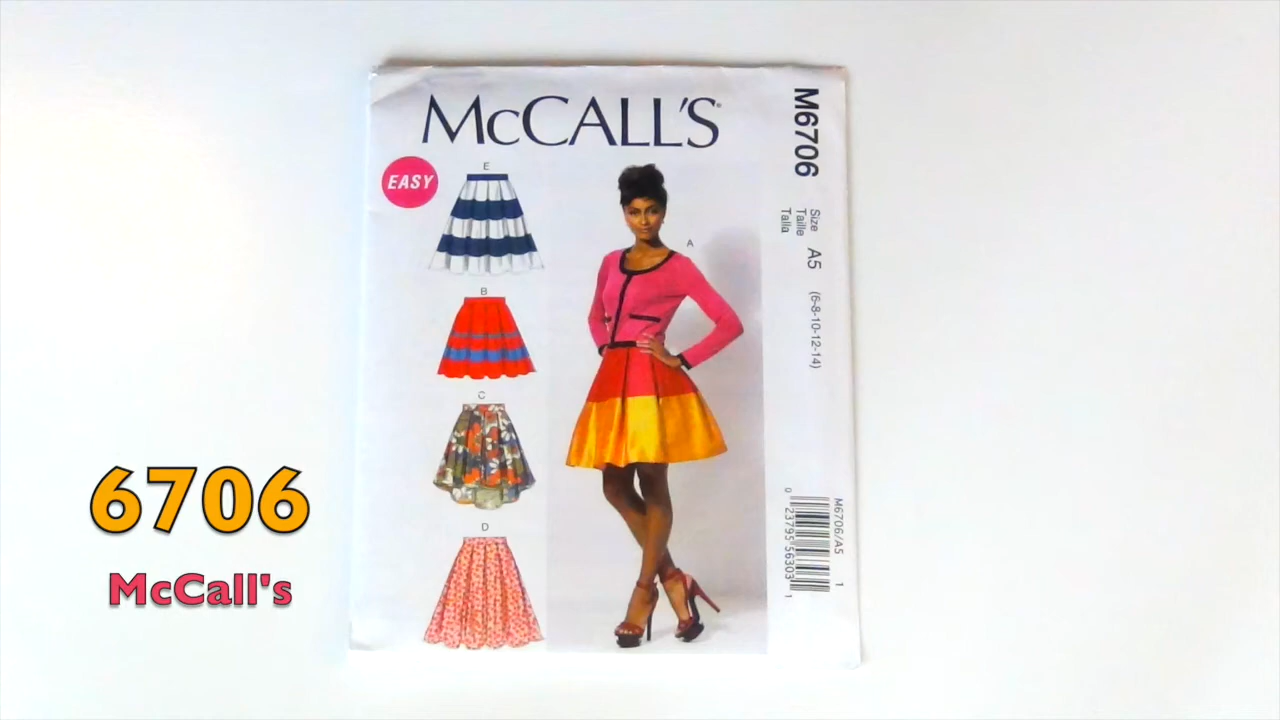 McCALL'S
EASY
E
B
C
D
A
M6706
Size
Taille
Talla
A5
(6-8-10-12-14)
M6706/A5
1
0 23795 56303 1
6706
McCall's